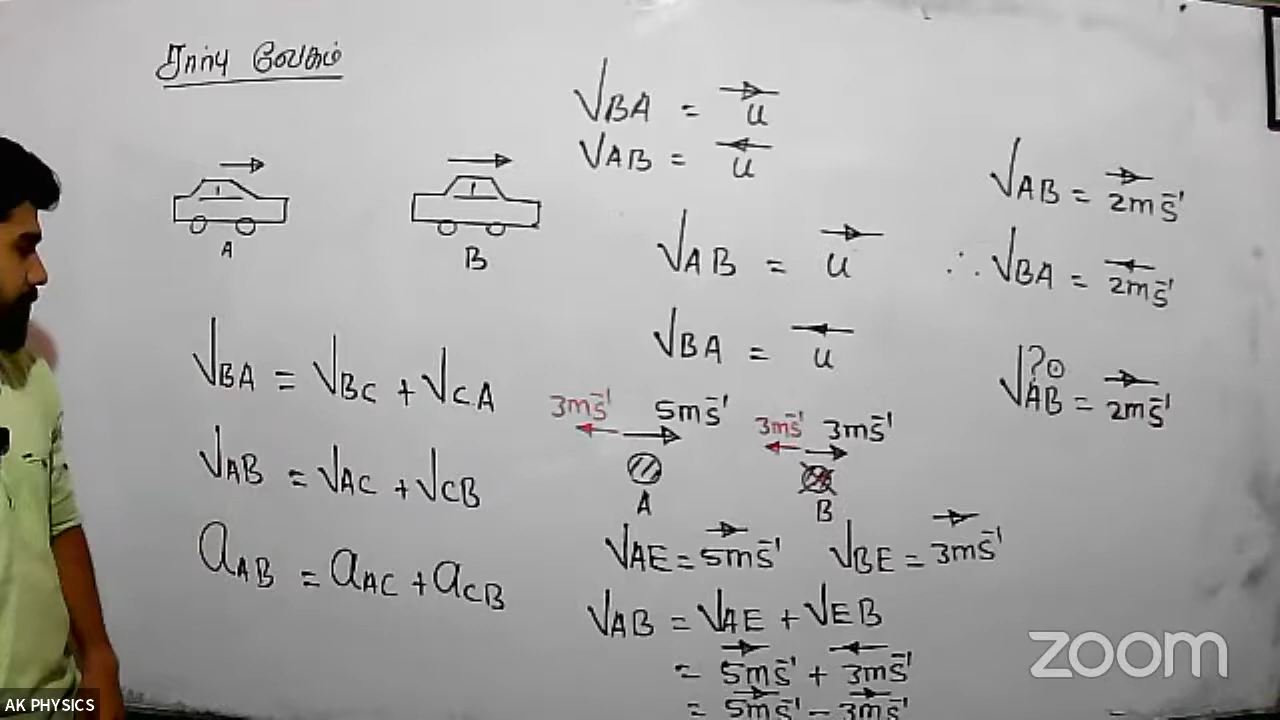 சார்பு வேகம்
A
B
V_BA = →u
V_AB = ←u
V_AB = →u
V_BA = ←u
V_AB = →2ms⁻¹
∴ V_BA = ←2ms⁻¹
V_AB = →2ms⁻¹
V_BA = V_BC + V_CA
V_AB = V_AC + V_CB
a_AB = a_AC + a_CB
3ms⁻¹ 5ms⁻¹ 3ms⁻¹ 3ms⁻¹
A B
V_AE = →5ms⁻¹ V_BE = →3ms⁻¹
V_AB = V_AE + V_EB
= →5ms⁻¹ + ←3ms⁻¹
= →5ms⁻¹ - →3ms⁻¹
zoom
AK PHYSICS